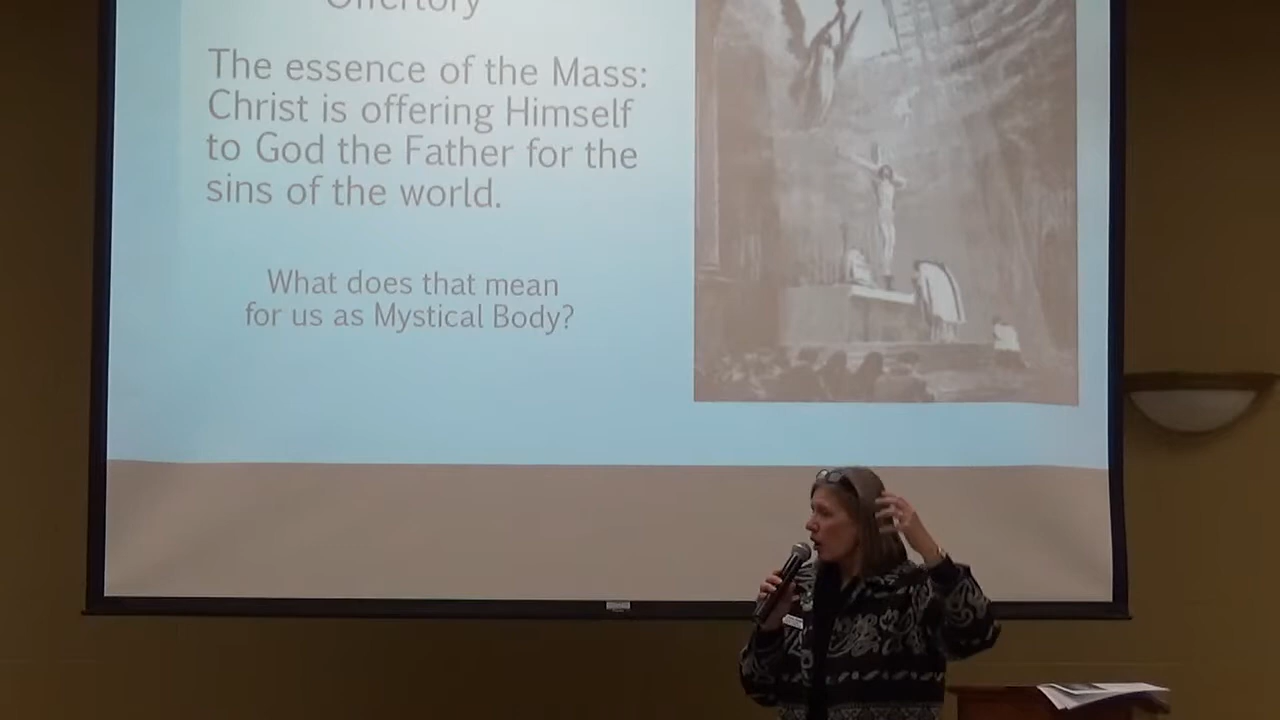 Offertory
The essence of the Mass:
Christ is offering Himself
to God the Father for the
sins of the world.
What does that mean
for us as Mystical Body?